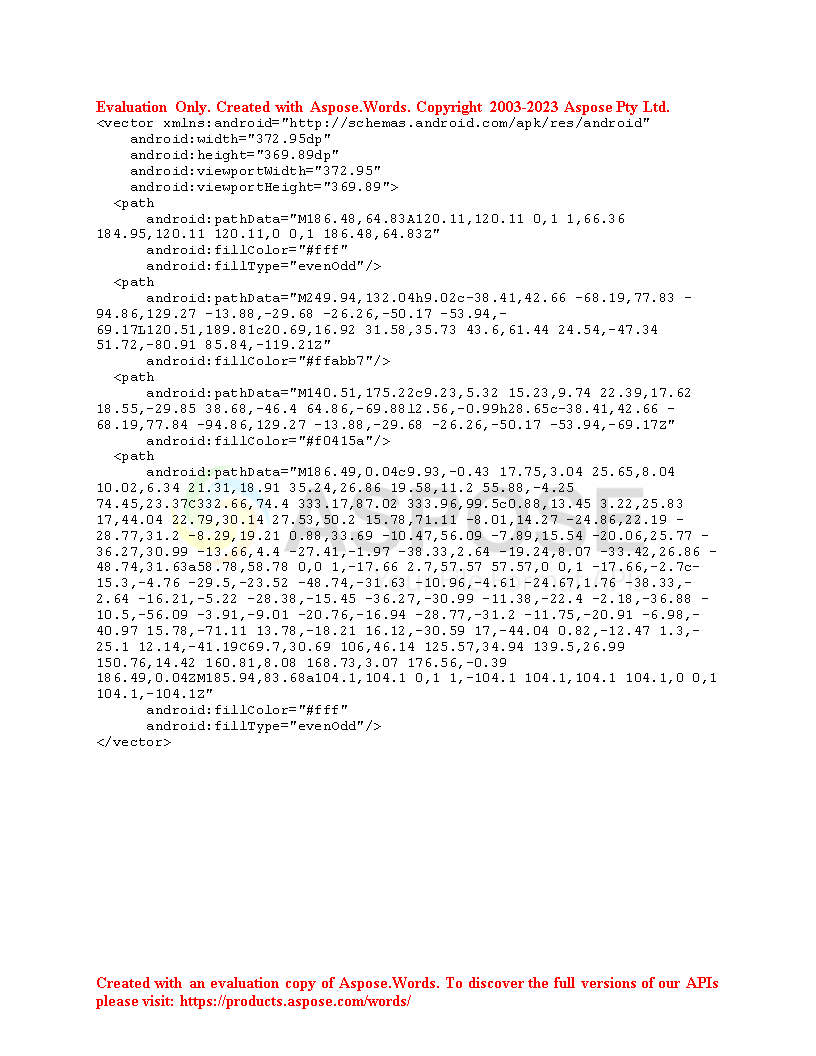 Evaluation Only. Created with Aspose.Words. Copyright 2003-2023 Aspose Pty Ltd.
<vector xmlns:android="http://schemas.android.com/apk/res/android"
    android:width="372.95dp"
    android:height="369.89dp"
    android:viewportWidth="372.95"
    android:viewportHeight="369.89">
  <path
      android:pathData="M186.48,64.83A120.11,120.11 0,1 1,66.36
184.95,120.11 120.11,0 0,1 186.48,64.83Z"
      android:fillColor="#fff"
      android:fillType="evenOdd"/>
  <path
      android:pathData="M249.94,132.04h9.02c-38.41,42.66 -68.19,77.83 -
94.86,129.27 -13.88,-29.68 -26.26,-50.17 -53.94,-
69.17L120.51,189.81c20.69,16.92 31.58,35.73 43.6,61.44 24.54,-47.34
51.72,-80.91 85.84,-119.21Z"
      android:fillColor="#ffabb7"/>
  <path
      android:pathData="M140.51,175.22c9.23,5.32 15.23,9.74 22.39,17.62
18.55,-29.85 38.68,-46.4 64.86,-69.88l2.56,-0.99h28.65c-38.41,42.66 -
68.19,77.84 -94.86,129.27 -13.88,-29.68 -26.26,-50.17 -53.94,-69.17Z"
      android:fillColor="#f0415a"/>
  <path
      android:pathData="M186.49,0.04c9.93,-0.43 17.75,3.04 25.65,8.04
10.02,6.34 21.31,18.91 35.24,26.86 19.58,11.2 55.88,-4.25
74.45,23.37C332.66,74.4 333.17,87.02 333.96,99.5c0.88,13.45 3.22,25.83
17,44.04 22.79,30.14 27.53,50.2 15.78,71.11 -8.01,14.27 -24.86,22.19 -
28.77,31.2 -8.29,19.21 0.88,33.69 -10.47,56.09 -7.89,15.54 -20.06,25.77 -
36.27,30.99 -13.66,4.4 -27.41,-1.97 -38.33,2.64 -19.24,8.07 -33.42,26.86 -
48.74,31.63a58.78,58.78 0,0 1,-17.66 2.7,57.57 57.57,0 0,1 -17.66,-2.7c-
15.3,-4.76 -29.5,-23.52 -48.74,-31.63 -10.96,-4.61 -24.67,1.76 -38.33,-
2.64 -16.21,-5.22 -28.38,-15.45 -36.27,-30.99 -11.38,-22.4 -2.18,-36.88 -
10.5,-56.09 -3.91,-9.01 -20.76,-16.94 -28.77,-31.2 -11.75,-20.91 -6.98,-
40.97 15.78,-71.11 13.78,-18.21 16.12,-30.59 17,-44.04 0.82,-12.47 1.3,-
25.1 12.14,-41.19C69.7,30.69 106,46.14 125.57,34.94 139.5,26.99
150.76,14.42 160.81,8.08 168.73,3.07 176.56,-0.39
186.49,0.04ZM185.94,83.68a104.1,104.1 0,1 1,-104.1 104.1,104.1 104.1,0 0,1
104.1,-104.1Z"
      android:fillColor="#fff"
      android:fillType="evenOdd"/>
</vector>
ASPOSE
Created with an evaluation copy of Aspose.Words. To discover the full versions of our APIs
please visit: https://products.aspose.com/words/